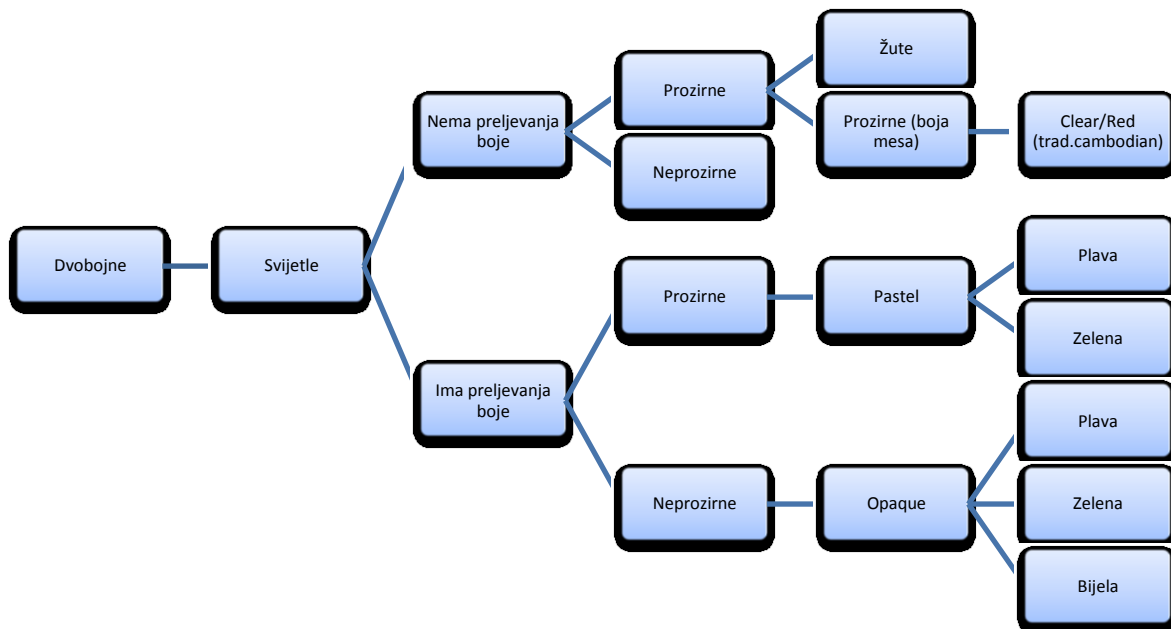 Dvobojne
Svijetle
Nema preljevanja
boje
Prozirne
Žute
Prozirne (boja
mesa)
Clear/Red
(trad.cambodian)
Neprozirne
Ima preljevanja
boje
Prozirne
Pastel
Plava
Zelena
Neprozirne
Opaque
Plava
Zelena
Bijela